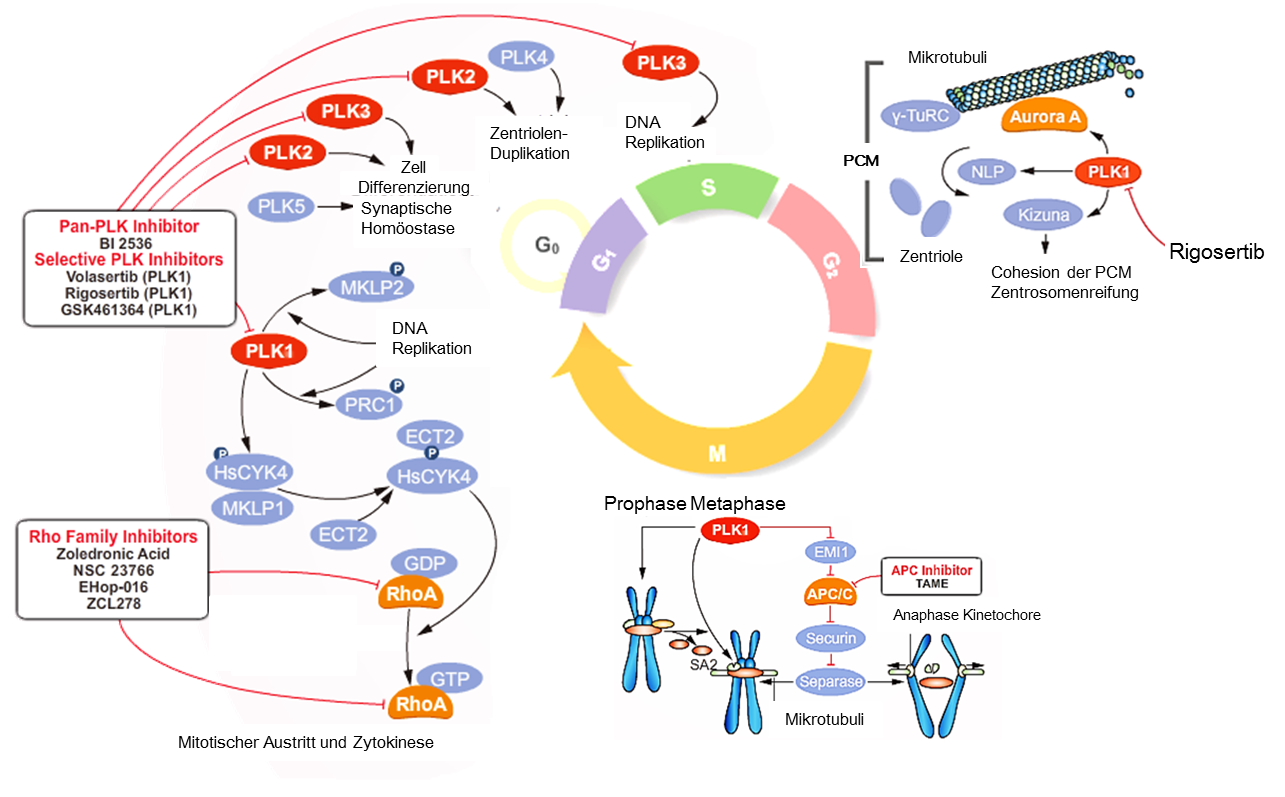 PLK4
PLK2
PLK3
PLK3
PLK2
Zentriolen-
Duplikation
DNA
Replikation
Zell
Differenzierung
PLK5
Synaptische
Homöostase
Pan-PLK Inhibitor
BI 2536
Selective PLK Inhibitors
Volasertib (PLK1)
Rigosertib (PLK1)
GSK461364 (PLK1)
G0
G1
S
G2
M
Mikrotubuli
γ-TuRC
Aurora A
PCM
NLP
PLK1
Kizuna
Rigosertib
Zentriole
Cohesion der PCM
Zentrosomenreifung
P
MKLP2
DNA
Replikation
PLK1
P
PRC1
ECT2
P
P
HsCYK4
HsCYK4
MKLP1
ECT2
Rho Family Inhibitors
Zoledronic Acid
NSC 23766
EHop-016
ZCL278
GDP
RhoA
GTP
RhoA
Mitotischer Austritt und Zytokinese
Prophase Metaphase
PLK1
EMI1
APC Inhibitor
TAME
APC/C
Anaphase Kinetochore
Securin
SA2
Separase
Mikrotubuli